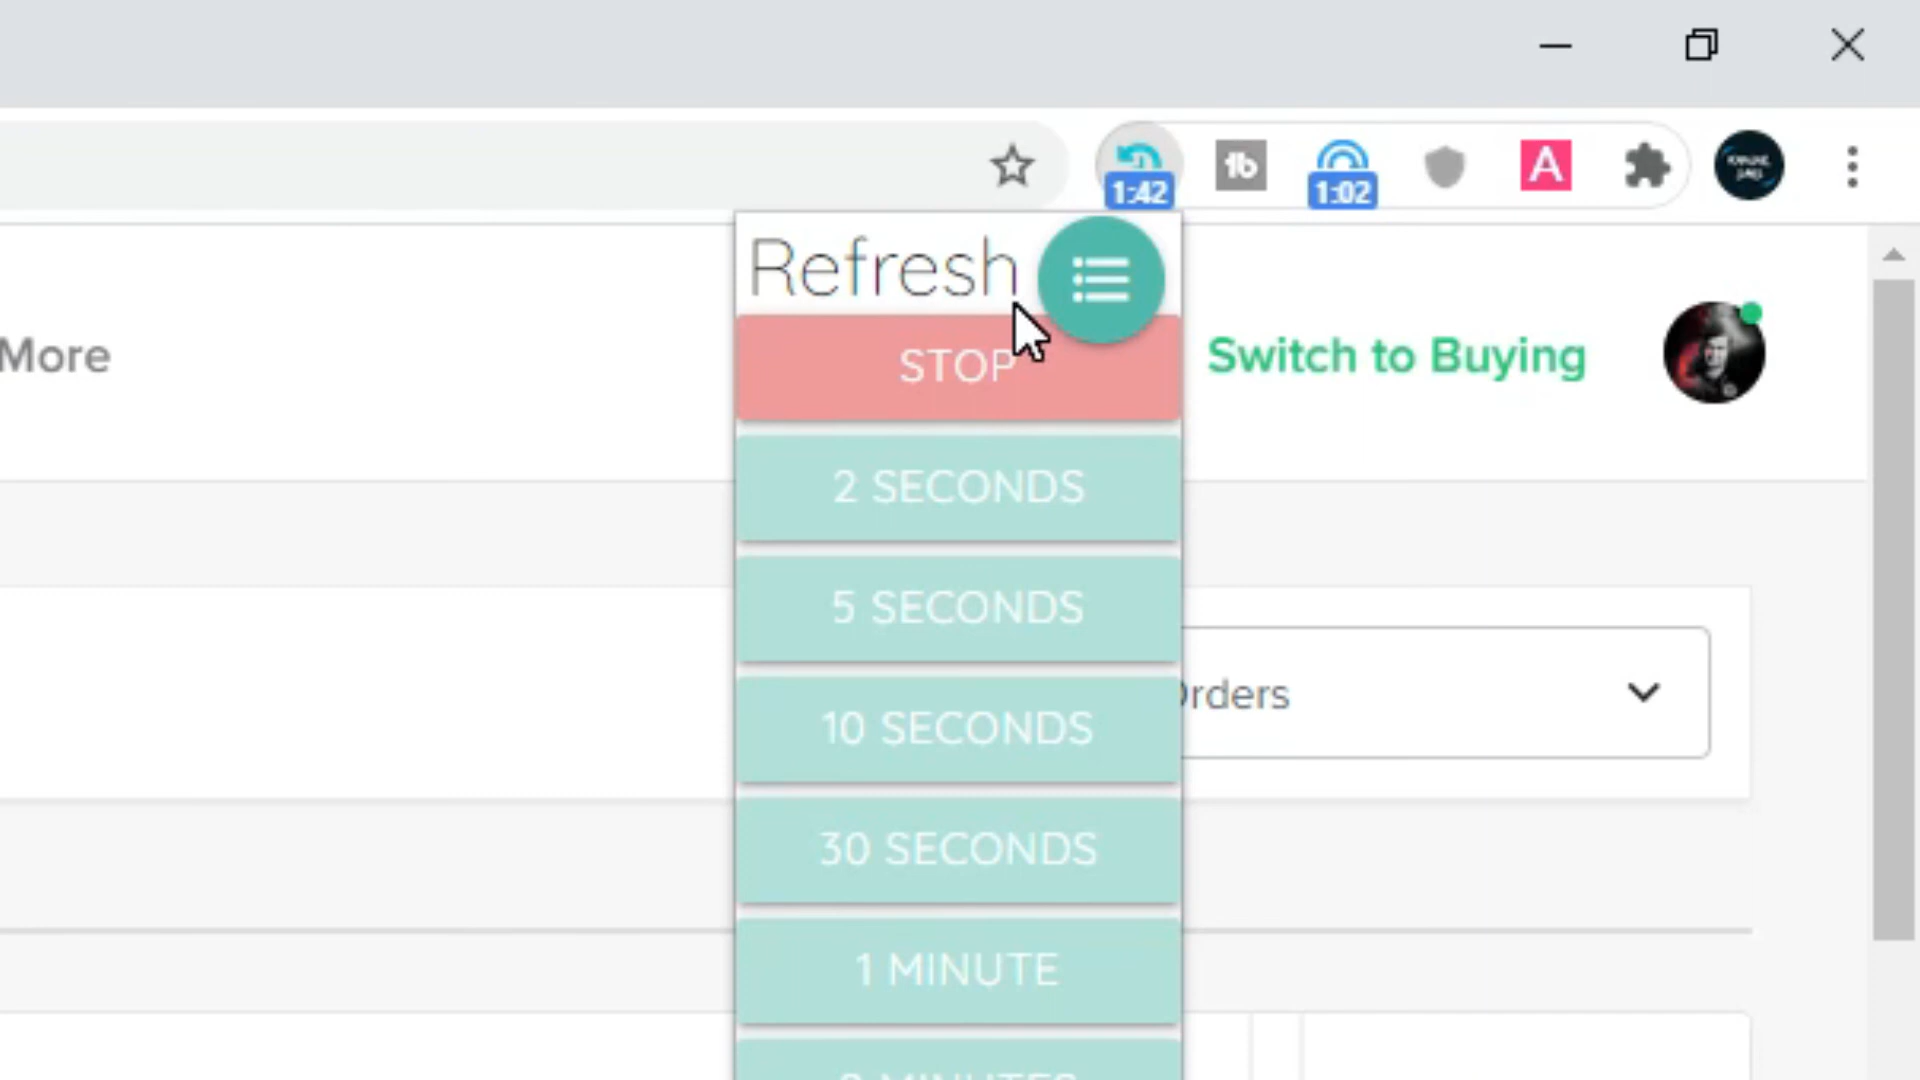 1:42
1:02
A
Refresh
More
STOP
Switch to Buying
2 SECONDS
5 SECONDS
10 SECONDS
Orders
30 SECONDS
1 MINUTE